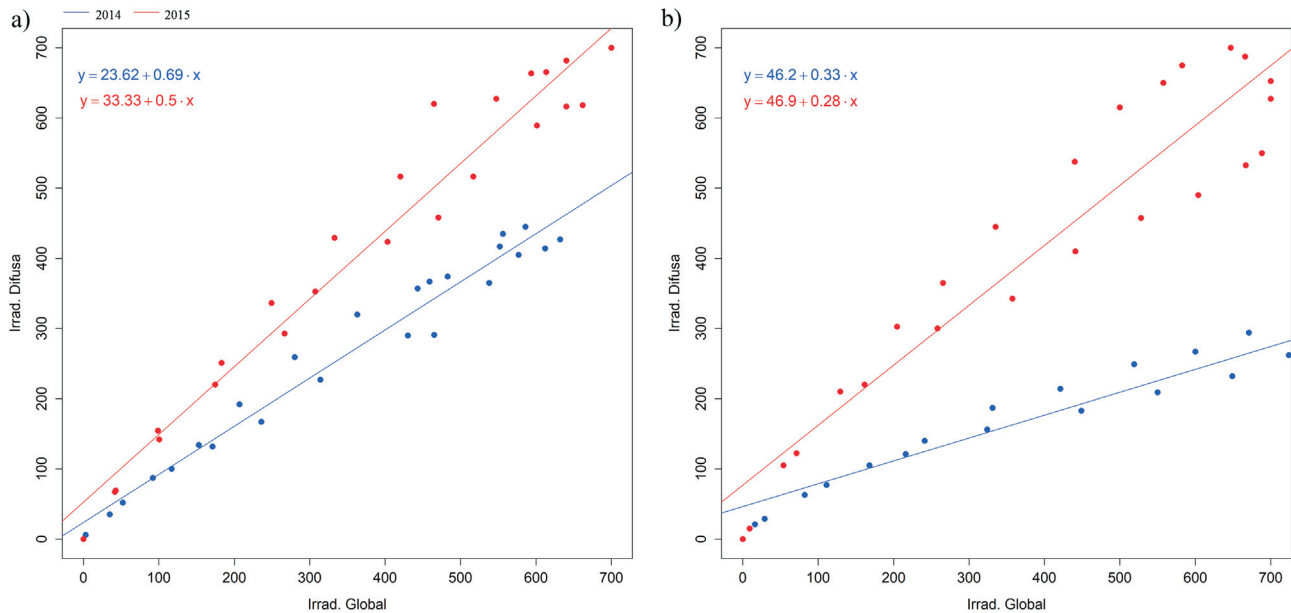 a)
2014 2015
y = 23.62 + 0.69 · x
y = 33.33 + 0.5 · x
Irrad. Difusa
700
600
500
400
300
200
100
0
0 100 200 300 400 500 600 700
Irrad. Global
b)
y = 46.2 + 0.33 · x
y = 46.9 + 0.28 · x
Irrad. Difusa
700
600
500
400
300
200
100
0
0 100 200 300 400 500 600 700
Irrad. Global